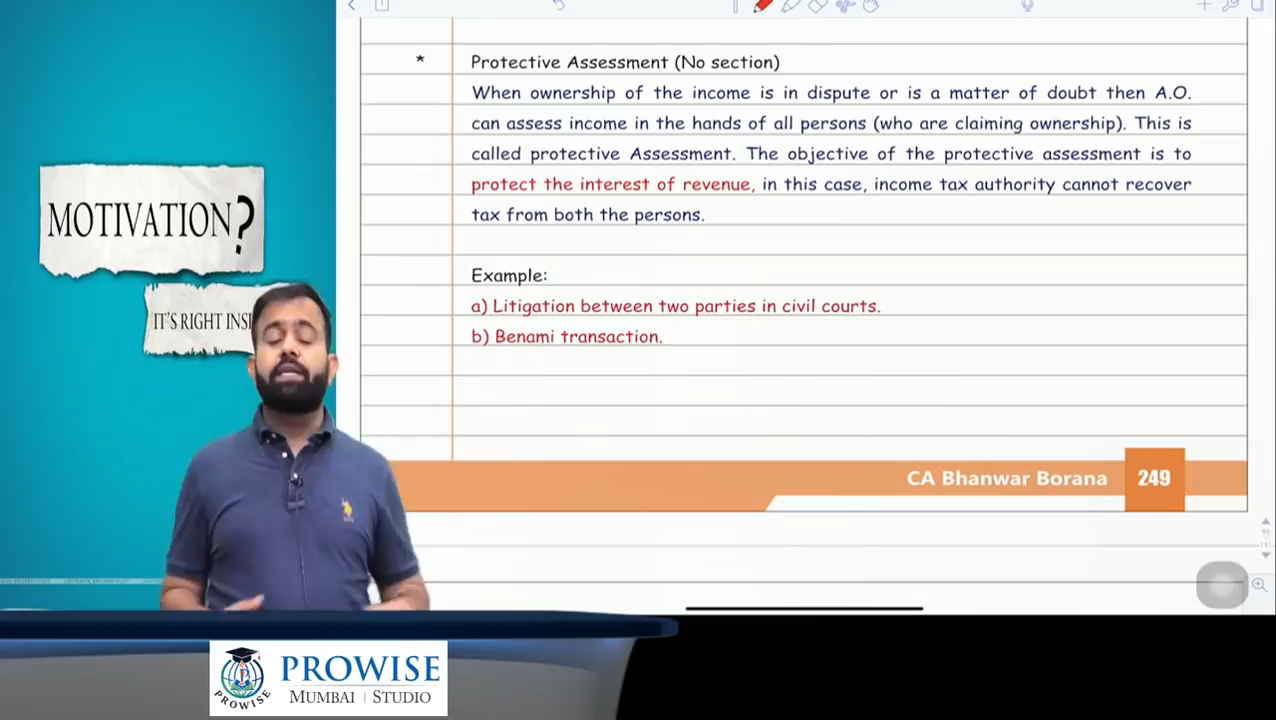 * Protective Assessment (No section)
When ownership of the income is in dispute or is a matter of doubt then A.O.
can assess income in the hands of all persons (who are claiming ownership). This is
called protective Assessment. The objective of the protective assessment is to
protect the interest of revenue, in this case, income tax authority cannot recover
tax from both the persons.
Example:
a) Litigation between two parties in civil courts.
b) Benami transaction.
CA Bhanwar Borana 249
MOTIVATION?
IT'S RIGHT INSI
PROWISE
PROWISE
MUMBAI | STUDIO